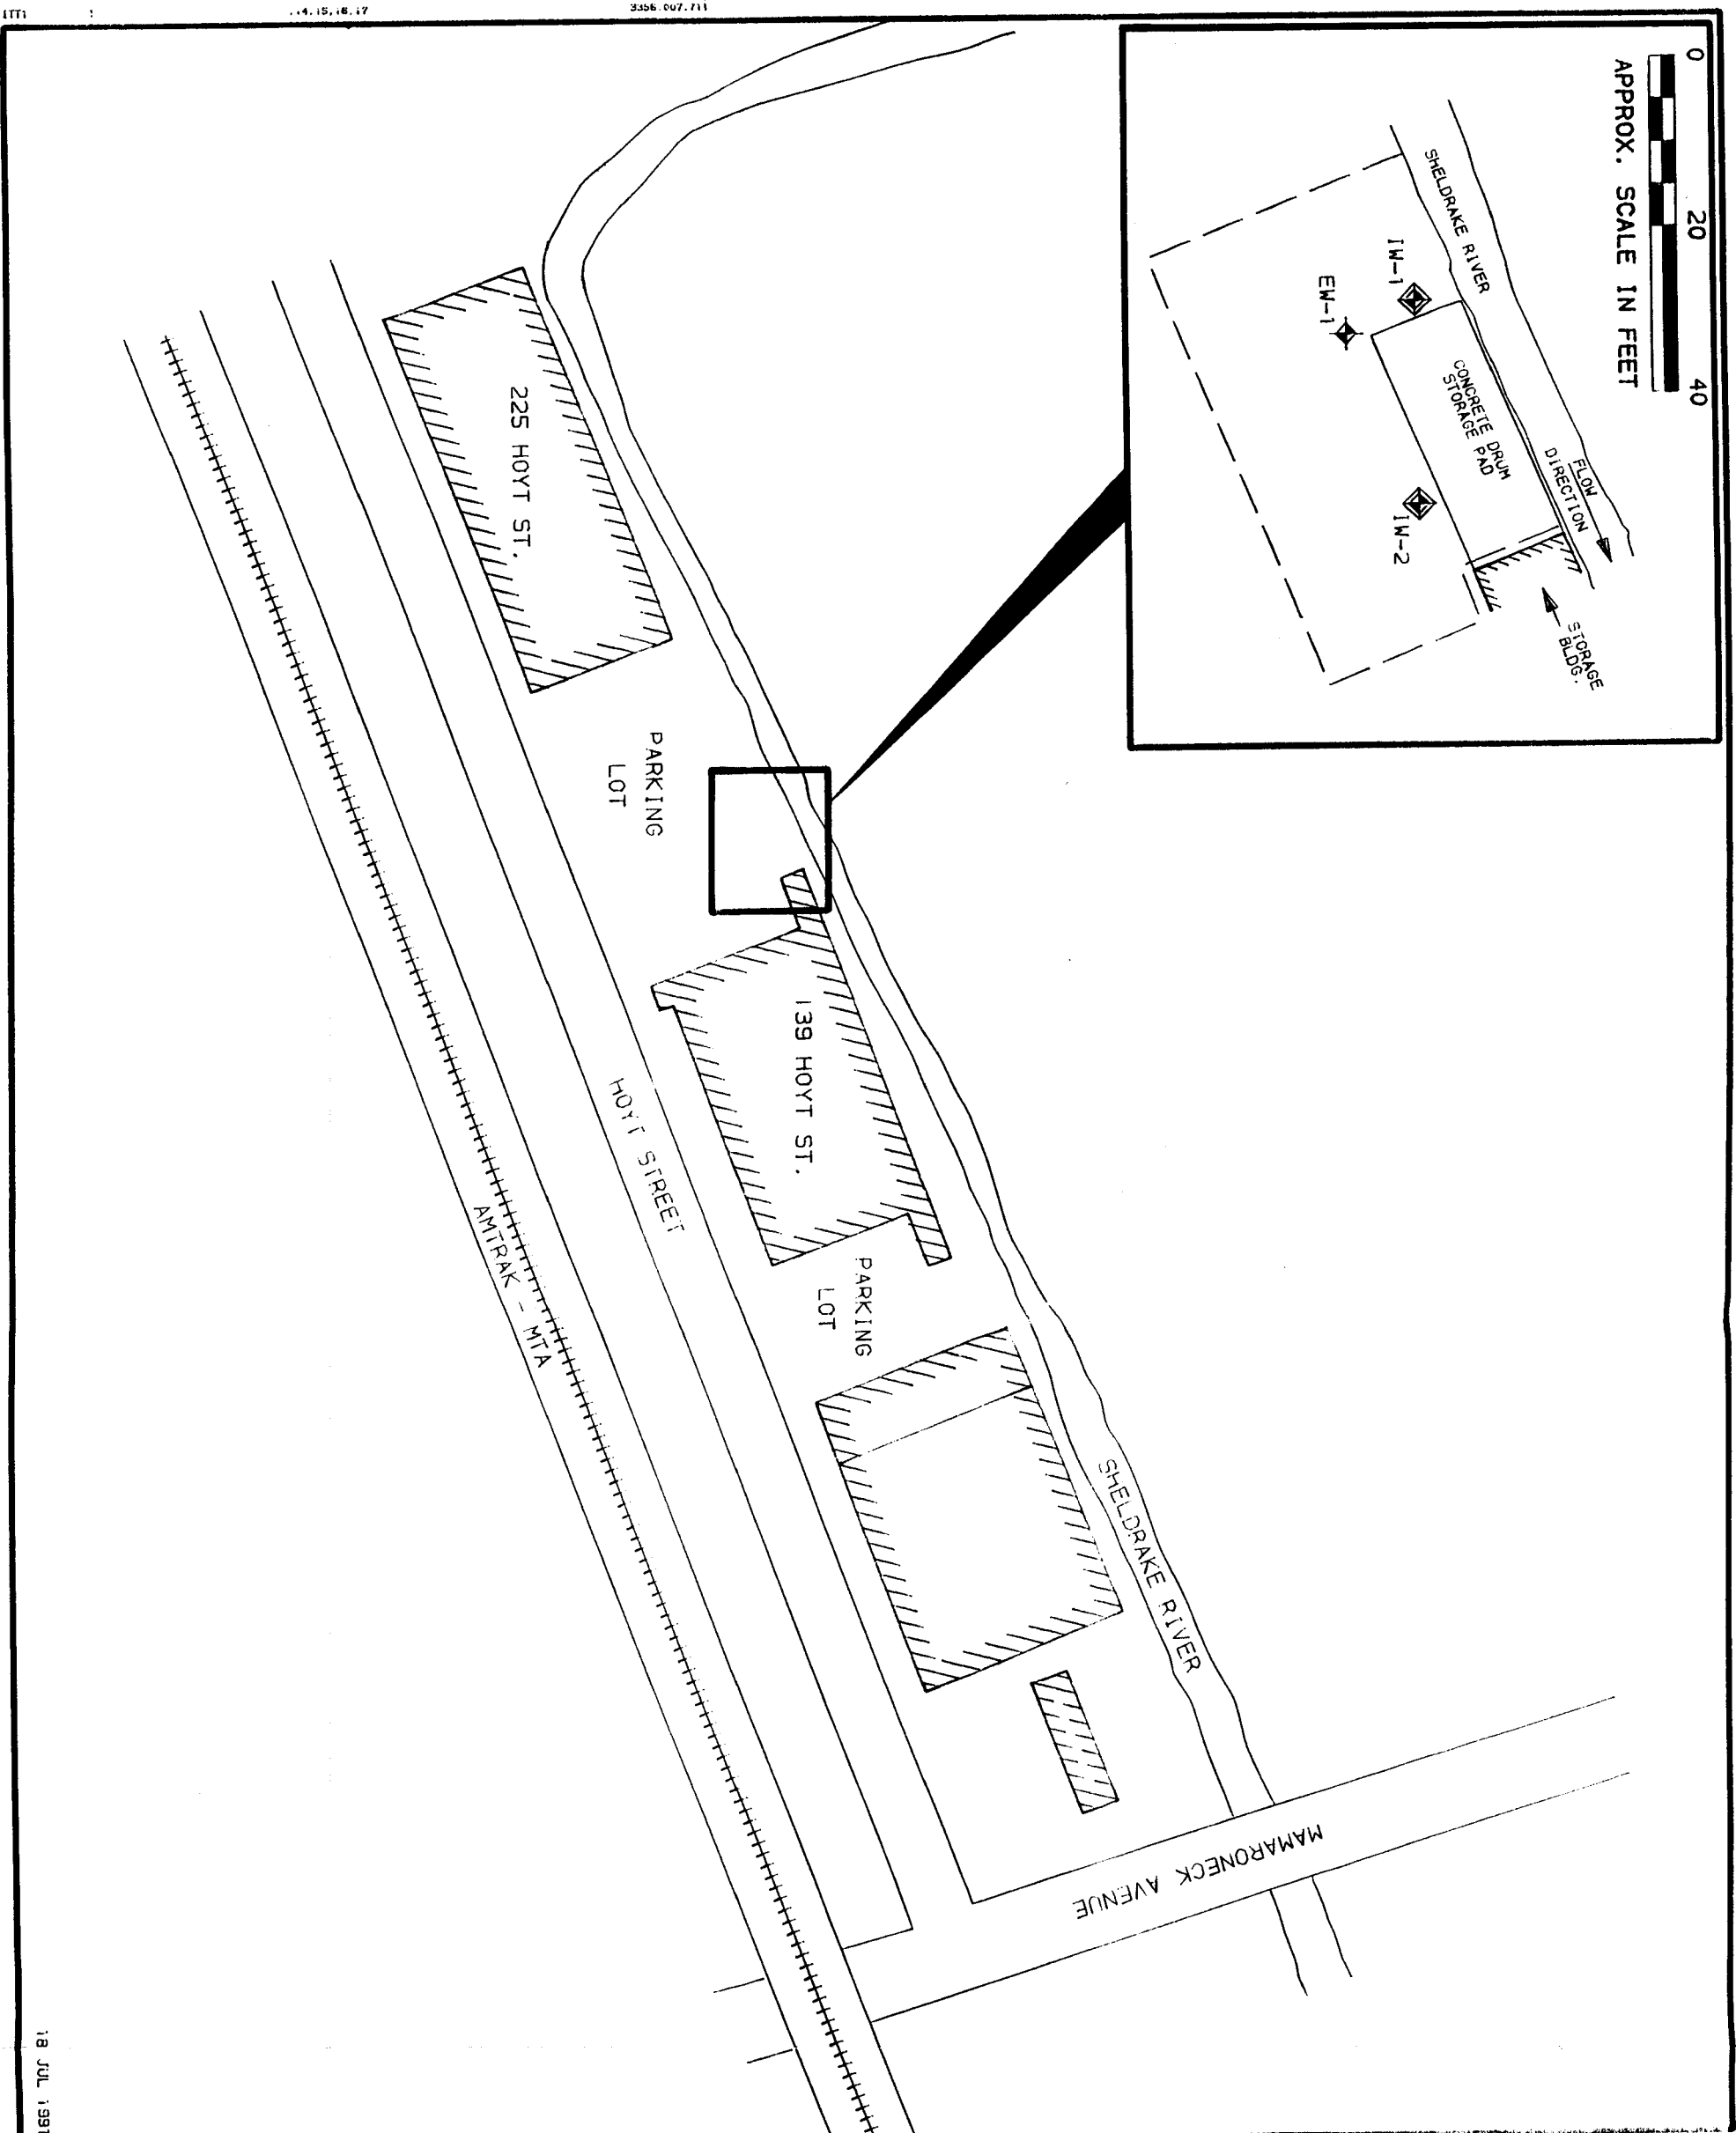 0 20 40
APPROX. SCALE IN FEET
SHELDRAKE RIVER
FLOW
DIRECTION
IW-1
EW-1
CONCRETE DRUM
STORAGE PAD
IW-2
STORAGE
BLDG.
225 HOYT ST.
PARKING
LOT
139 HOYT ST.
PARKING
LOT
SHELDRAKE RIVER
HOYT STREET
AMTRAK - MTA
MAMARONECK AVENUE
3356.007.711
18 JUL 1991